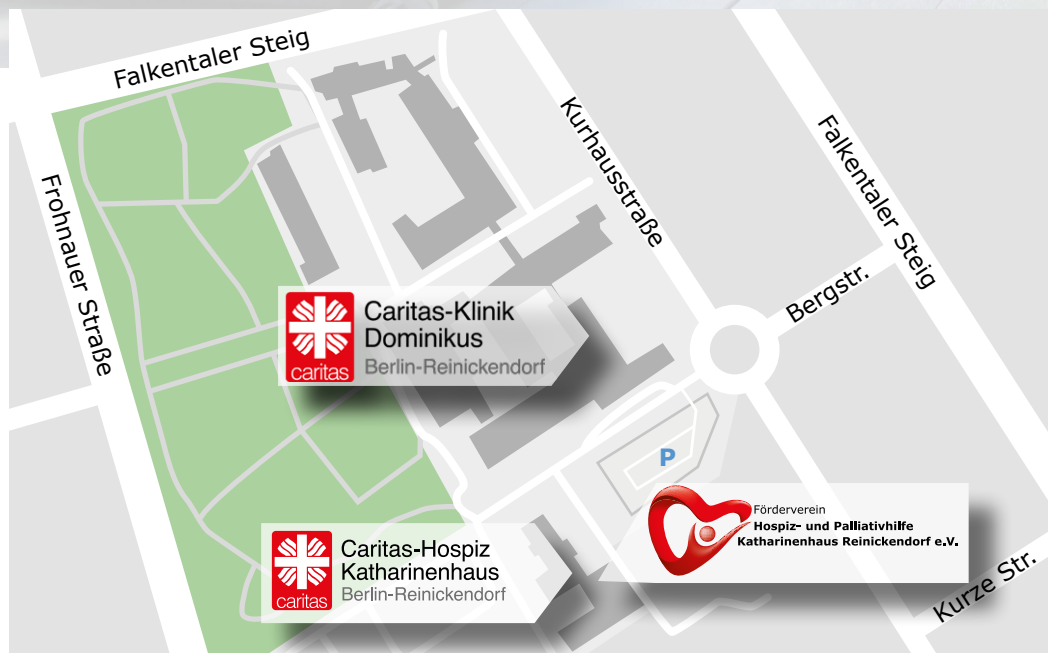 Falkentaler Steig
Kurhausstraße
Falkentaler Steig
Frohnauer Straße
Bergstr.
caritas
Caritas-Klinik
Dominikus
Berlin-Reinickendorf
P
Förderverein
Hospiz- und Palliativhilfe
Katharinenhaus Reinickendorf e.V.
caritas
Caritas-Hospiz
Katharinenhaus
Berlin-Reinickendorf
Kurze Str.